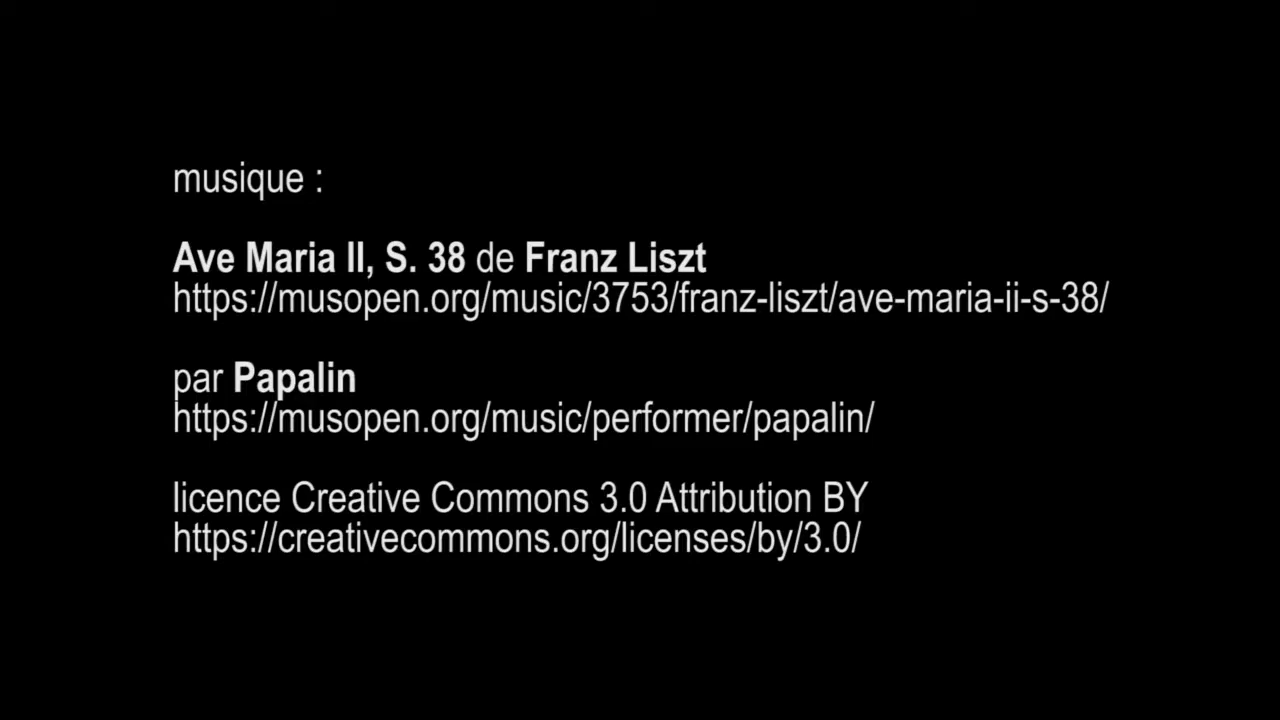 musique :
Ave Maria II, S. 38 de Franz Liszt
https://musopen.org/music/3753/franz-liszt/ave-maria-ii-s-38/
par Papalin
https://musopen.org/music/performer/papalin/
licence Creative Commons 3.0 Attribution BY
https://creativecommons.org/licenses/by/3.0/